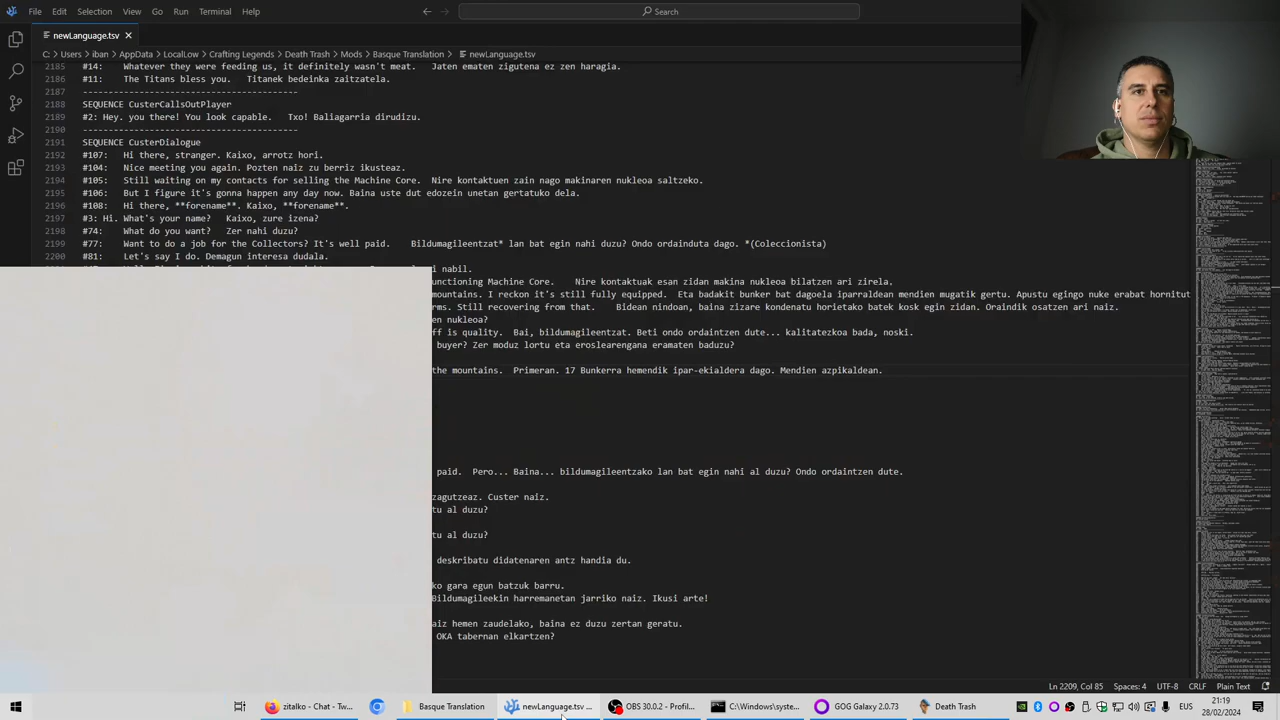 File Edit Selection View Go Run Terminal Help
Search
newLanguage.tsv
C: > Users > iban > AppData > LocalLow > Crafting Legends > Death Trash > Mods > Basque Translation > newLanguage.tsv
2185 #14: Whatever they were feeding us, it definitely wasn't meat. Jaten ematen zigutena ez zen haragia.
2186 #11: The Titans bless you. Titanek bedeinka zaitzatela.
2187 ----------------------------------------
2188 SEQUENCE CusterCallsOutPlayer
2189 #2: Hey. you there! You look capable. Txo! Baliagarria dirudizu.
2190 ----------------------------------------
2191 SEQUENCE CusterDialogue
2192 #107: Hi there, stranger. Kaixo, arrotz hori.
2193 #104: Nice meeting you again. Pozten naiz zu berriz ikusteaz.
2194 #105: Still waiting on my contacts for selling the Machine Core. Nire kontaktuen zain nago makinaren nukleoa saltzeko.
2195 #106: But I figure it's gonna happen any day now. Baina uste dut edozein unetan gertatuko dela.
2196 #108: Hi there, **forename**. Kaixo, **forename**.
2197 #3: Hi. What's your name? Kaixo, zure izena?
2198 #74: What do you want? Zer nahi duzu?
2199 #7: Want to do a job for the Collectors? It's well paid. Bildumagileentzat* lan bat egin nahi duzu? Ondo ordainduta dago. *(ColeccONista)
2200 #81: Let's say I do. Demagun interesa dudala.
i nabil.
unctioning Machine Core. Nire kontaktuak esan zidan makina nukleoa bilatzen ari zirela.
mountains. I reckon it's still fully equipped. Eta badakit bunker bat dagoela iparraldean mendien mugatik gertu. Apustu egingo nuke erabat hornitut
rms. Still recovering from that. Bidean nindoan, baina zizare kondenatu horietako batek kosk egin zidan. Oraindik osatzen ari naiz.
en nukleoa?
ff is quality. Bai, bildumagileentzat. Beti ondo ordaintzen dute... kalitatezkoa bada, noski.
buyer? Zer moduz lortu eta eroslearengana eramaten baduzu?
the mountains. Primeran. 17 Bunkerra hemendik ipar-ekialdera dago. Mendien azpikaldean.
paid. Pero... Baina... bildumagileentzako lan bat egin nahi al duzu? Ondo ordaintzen dute.
zagutzeaz. Custer naiz.
tu al duzu?
tu al duzu?
deskribatu didatenaren antz handia du.
ko gara egun batzuk barru.
Bildumagileekin harremanetan jarriko naiz. Ikusi arte!
aiz hemen zaudelako, baina ez duzu zertan geratu.
OKA tabernan elkartzen?
Ln 2209, Col 85 Spaces: 4 UTF-8 CRLF Plain Text
zitalko - Chat - Tw...
Basque Translation
newLanguage.tsv ...
OBS 30.0.2 - Profil...
C:\Windows\syste...
GOG Galaxy 2.0.73
Death Trash
EUS
21:19
28/02/2024